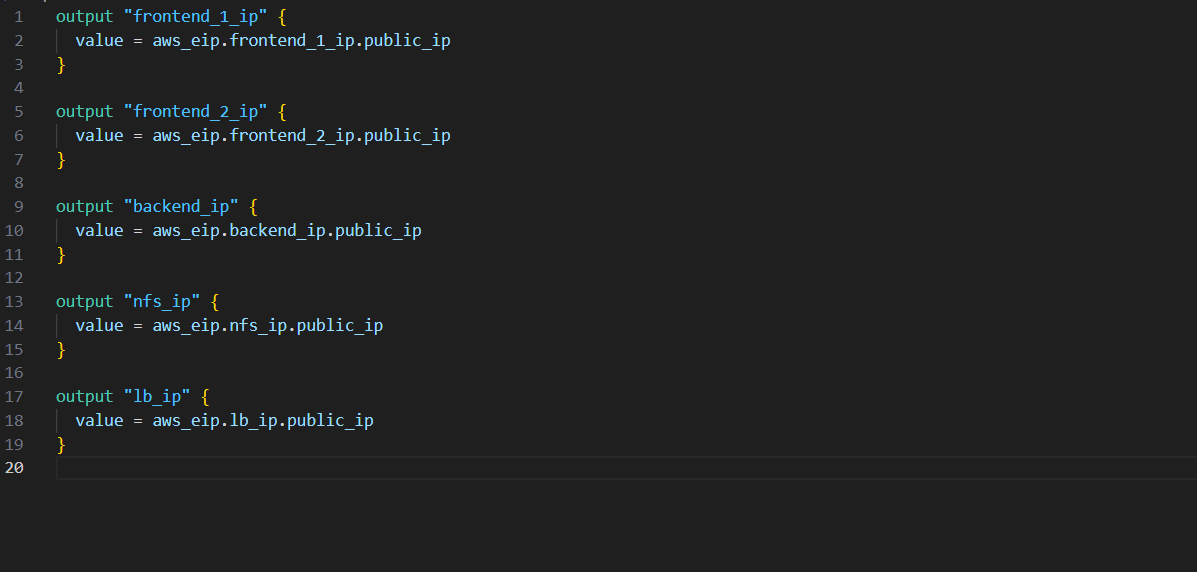 1 output "frontend_1_ip" {
2 value = aws_eip.frontend_1_ip.public_ip
3 }
4
5 output "frontend_2_ip" {
6 value = aws_eip.frontend_2_ip.public_ip
7 }
8
9 output "backend_ip" {
10 value = aws_eip.backend_ip.public_ip
11 }
12
13 output "nfs_ip" {
14 value = aws_eip.nfs_ip.public_ip
15 }
16
17 output "lb_ip" {
18 value = aws_eip.lb_ip.public_ip
19 }
20